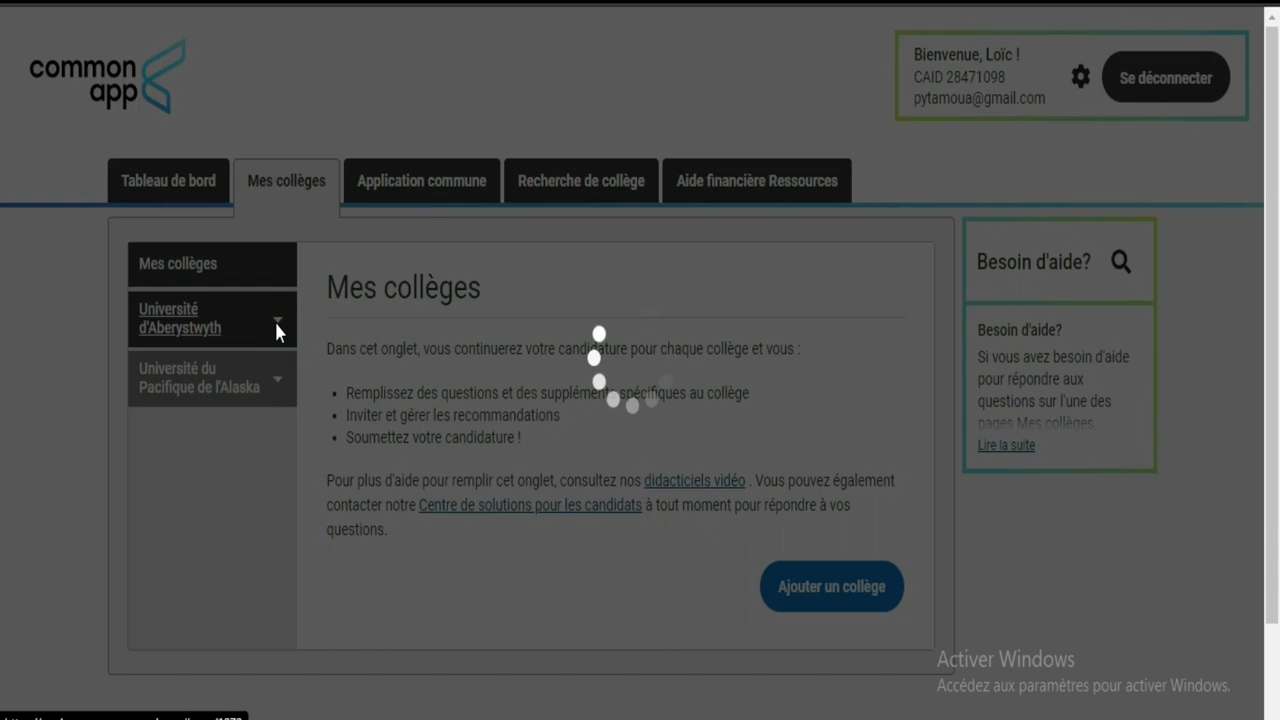 common
app
Bienvenue, Loïc !
CAID 28471098
pytamoua@gmail.com
Se déconnecter
Tableau de bord
Mes collèges
Application commune
Recherche de collège
Aide financière Ressources
Mes collèges
Université
d'Aberystwyth
Université du
Pacifique de l'Alaska
Mes collèges
Dans cet onglet, vous continuerez votre candidature pour chaque collège et vous :
• Remplissez des questions et des suppléments spécifiques au collège
• Inviter et gérer les recommandations
• Soumettez votre candidature !
Pour plus d'aide pour remplir cet onglet, consultez nos didacticiels vidéo . Vous pouvez également
contacter notre Centre de solutions pour les candidats à tout moment pour répondre à vos
questions.
Ajouter un collège
Besoin d'aide?
Besoin d'aide?
Si vous avez besoin d'aide
pour répondre aux
questions sur l'une des
pages Mes collèges
Lire la suite
Activer Windows
Accédez aux paramètres pour activer Windows.